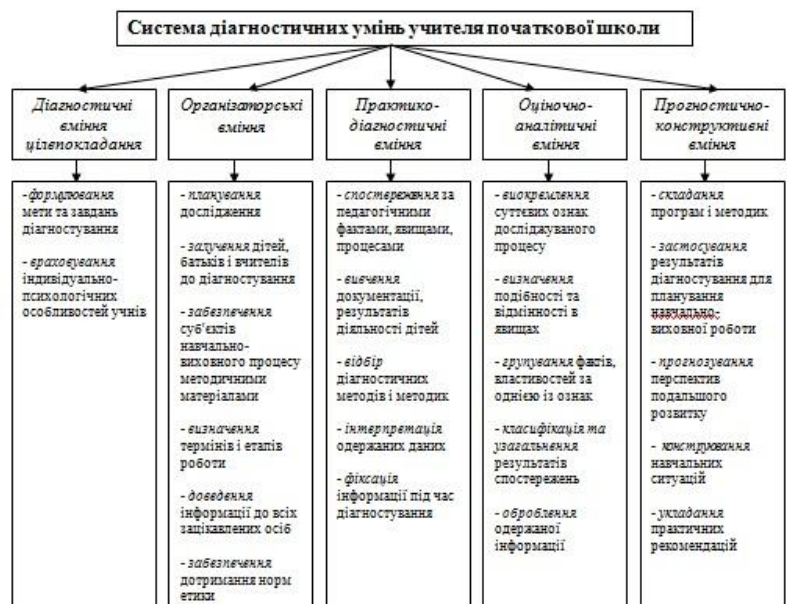 Система діагностичних умінь учителя початкової школи
Діагностичні
вміння
цілепокладання
Організаторські
вміння
Практико-
діагностичні
вміння
Оціночно-
аналітичні
вміння
Прогностично-
конструктивні
вміння
- формулювання
мети та завдань
діагностування
- враховування
індивідуально-
психологічних
особливостей учнів
- планування
дослідження
- залучення дітей,
батьків і вчителів
до діагностування
- забезпечення
суб'єктів
навчально-
виховного процесу
методичними
матеріалами
- визначення
термінів і етапів
роботи
- доведення
інформації до всіх
зацікавлених осіб
- забезпечення
дотримання норм
етики
- спостереження за
педагогічними
фактами, явищами,
процесами
- вивчення
документації,
результатів
діяльності дітей
- відбір
діагностичних
методів і методик
- інтерпретація
одержаних даних
- фіксація
інформації під час
діагностування
- виокремлення
суттєвих ознак
досліджуваного
процесу
- визначення
подібності та
відмінності в
явищах
- групування фактів,
властивостей за
однією із ознак
- класифікація та
узагальнення
результатів
спостережень
- оброблення
одержаної
інформації
- складання
програм і методик
- застосування
результатів
діагностування для
планування
навчально-
виховної роботи
- прогнозування
перспектив
подальшого
розвитку
- конструювання
навчальних
ситуацій
- укладання
практичних
рекомендацій